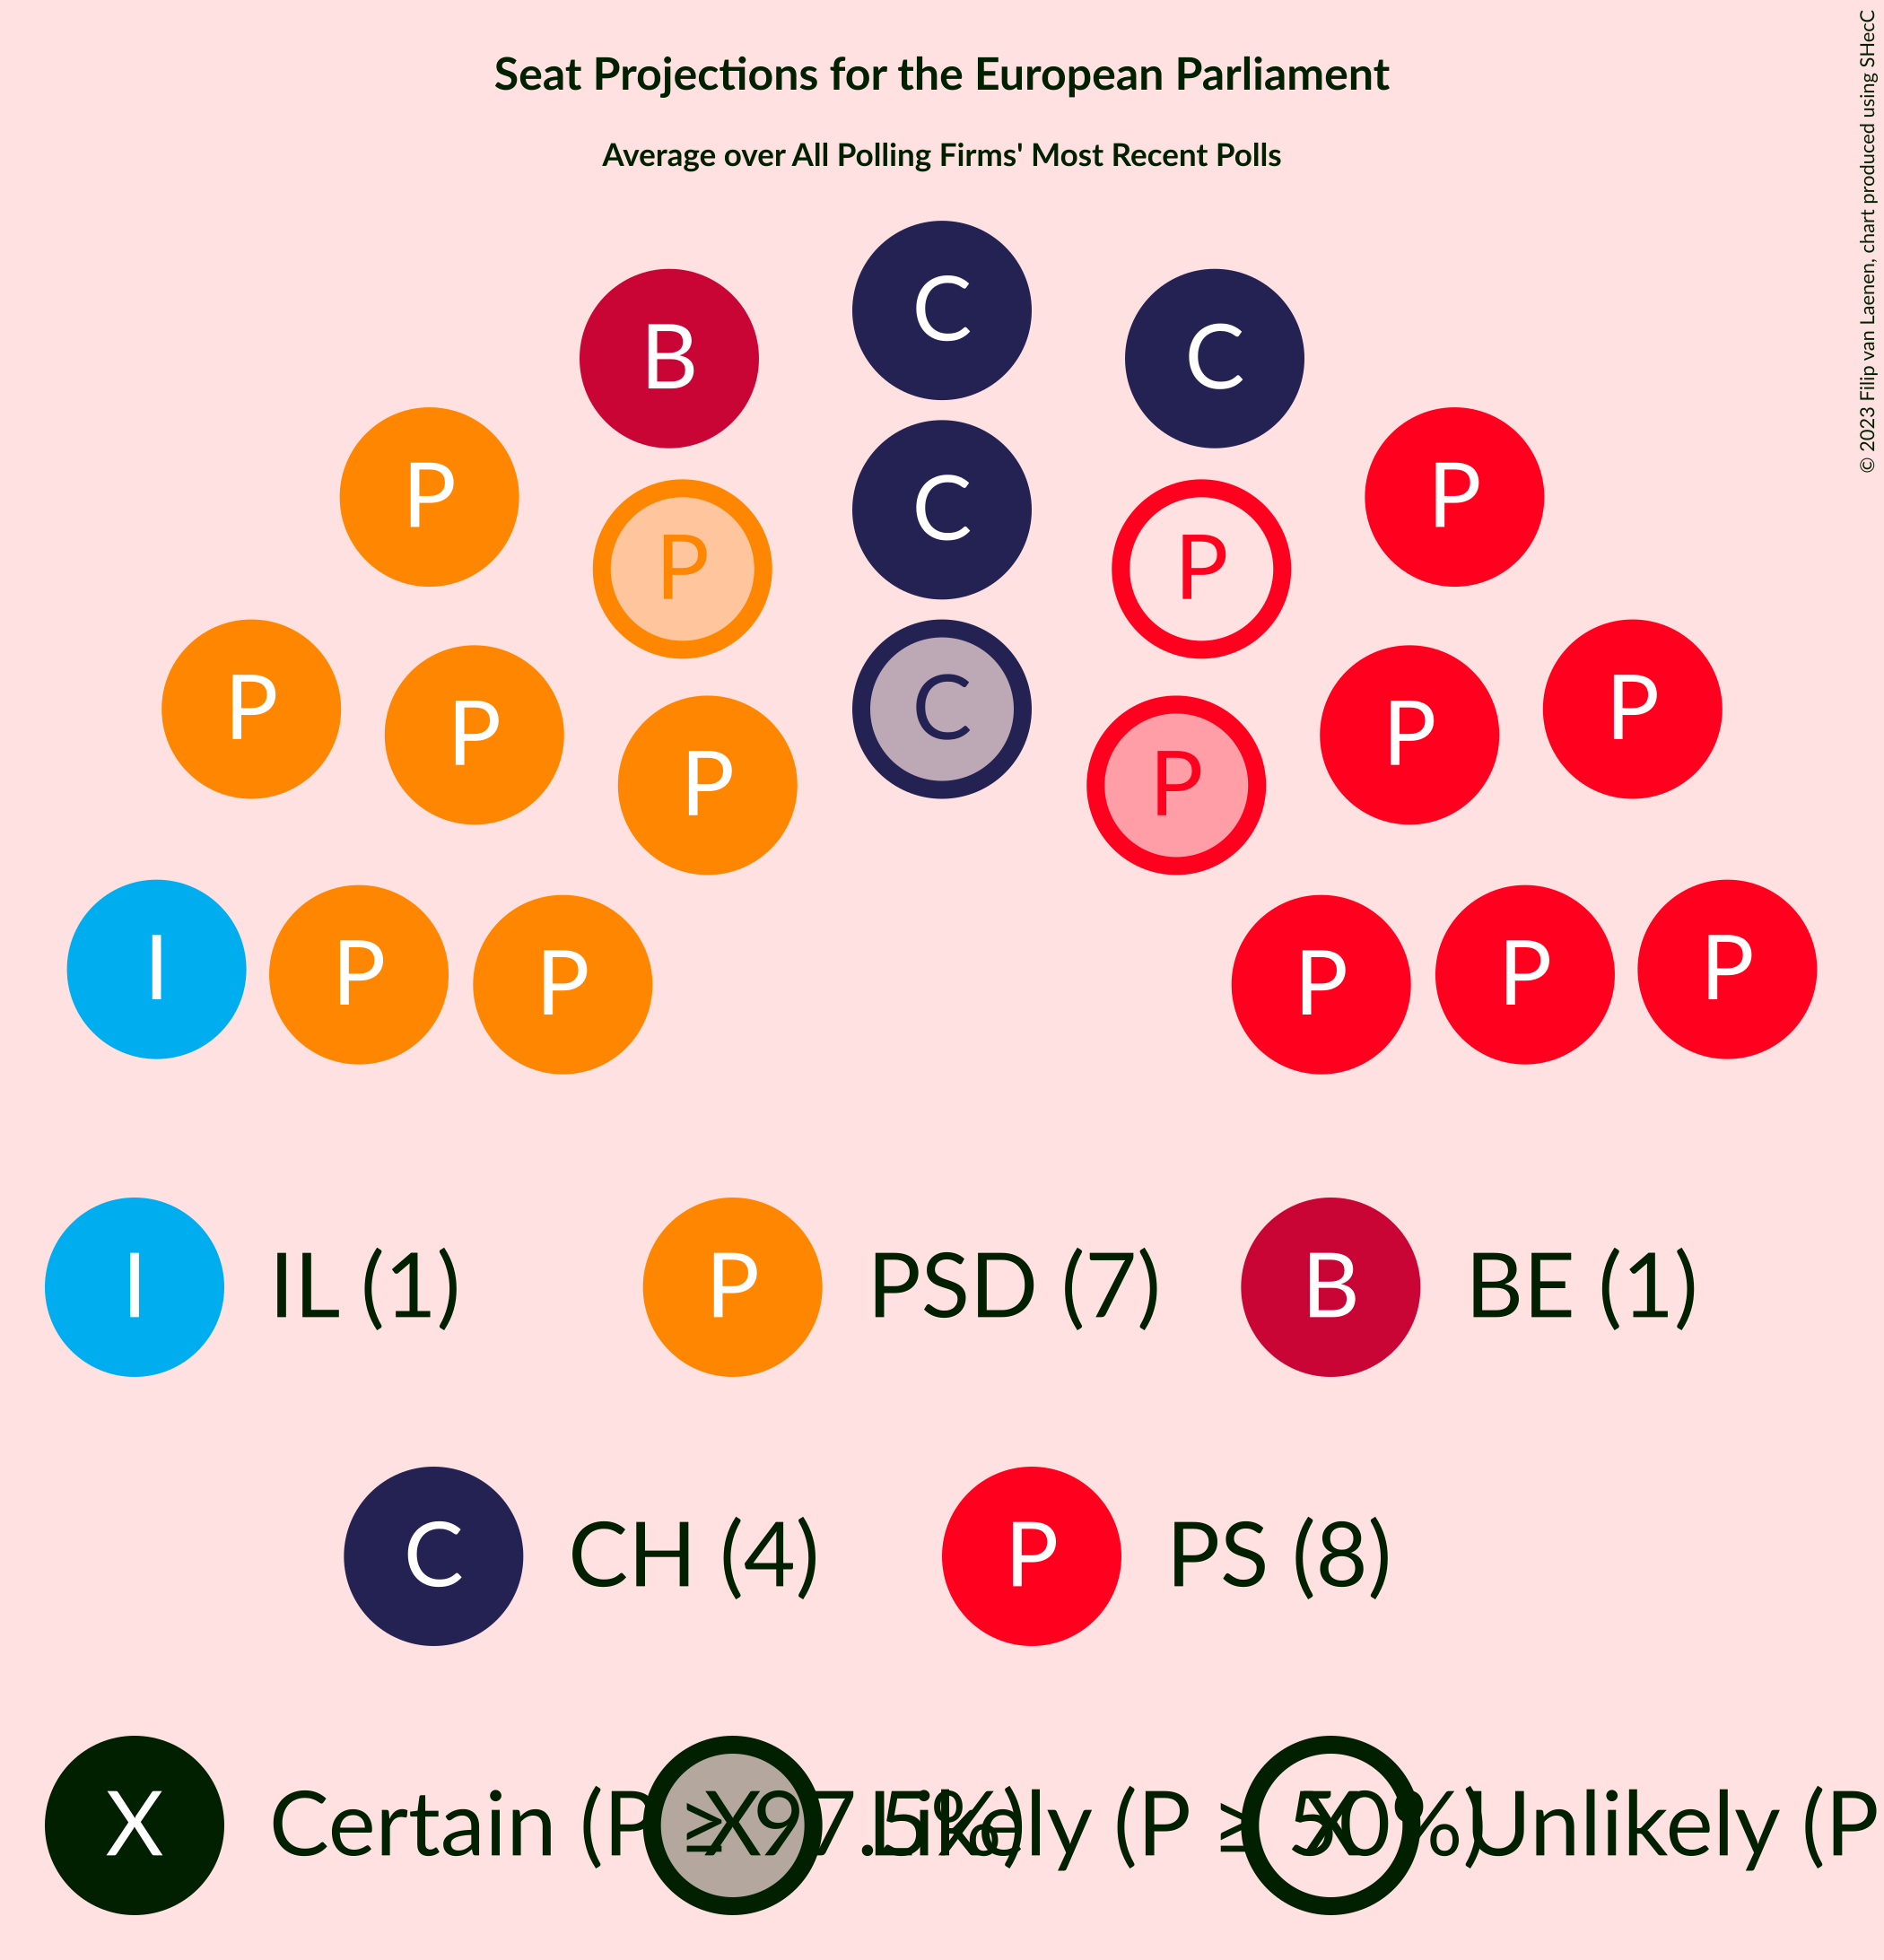 Seat Projections for the European Parliament
Average over All Polling Firms' Most Recent Polls
© 2023 Filip van Laenen, chart produced using SHecC
C
B C
P P
C
P P
P C P
P P
P P
I P
P P
P P
I IL (1) P PSD (7) B BE (1)
C CH (4) P PS (8)
X Certain (P ≥ 97.5%) X Likely (P ≥ 50%) X Unlikely (P